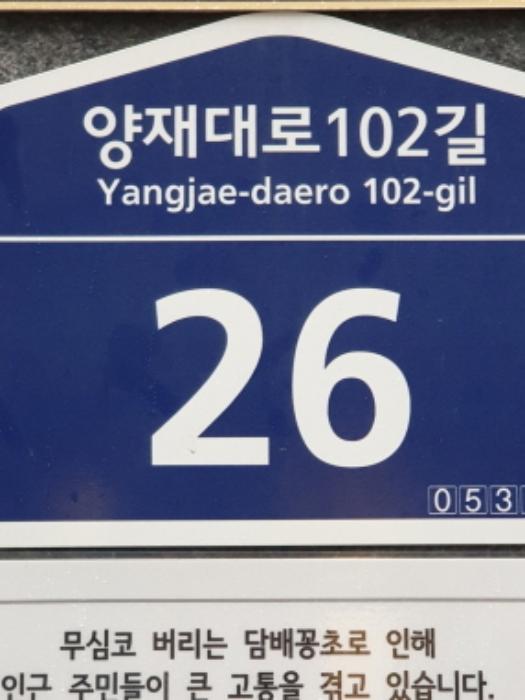 양재대로102길
Yangjae-daero 102-gil
26
053
무심코 버리는 담배꽁초로 인해
인근 주민들이 큰 고통을 겪고 있습니다.